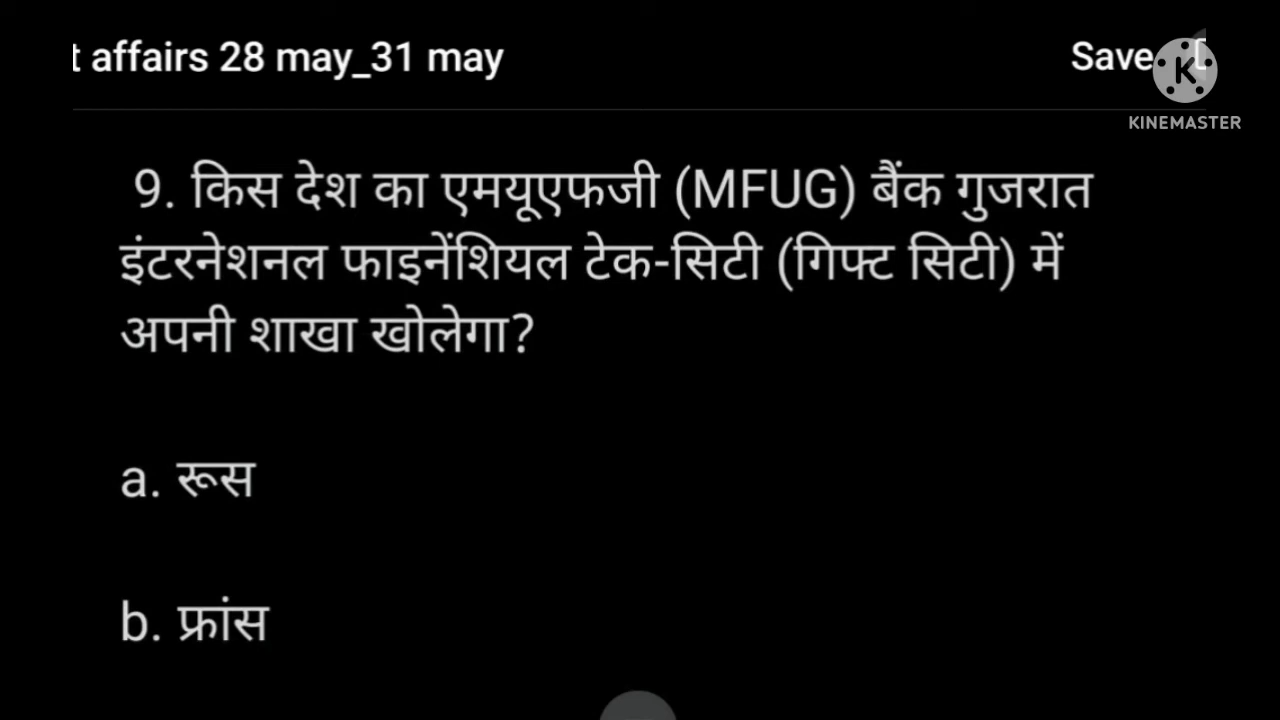 t affairs 28 may_31 may
Save
KINEMASTER
9. किस देश का एमयूएफजी (MFUG) बैंक गुजरात
इंटरनेशनल फाइनेंशियल टेक-सिटी (गिफ्ट सिटी) में
अपनी शाखा खोलेगा?
a. रूस
b. फ्रांस